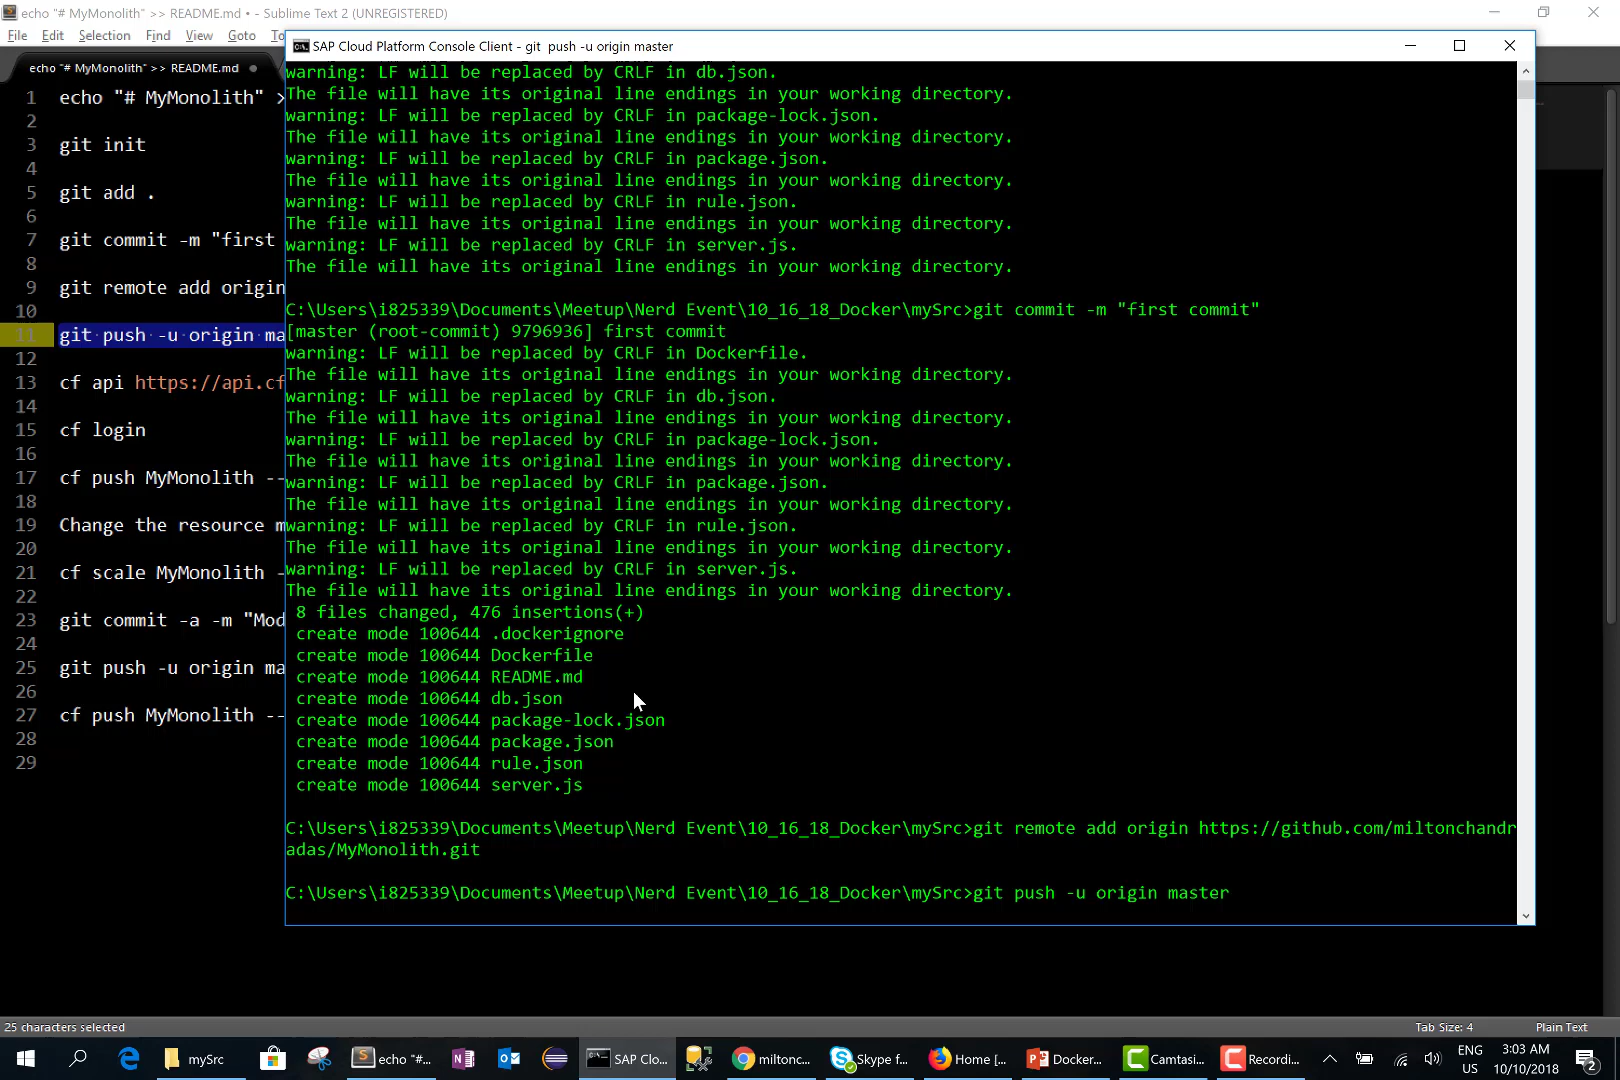 echo "# MyMonolith" >> README.md • - Sublime Text 2 (UNREGISTERED)
File Edit Selection Find View Goto To
echo "# MyMonolith" >> README.md
1 echo "# MyMonolith" >
2
3 git init
4
5 git add .
6
7 git commit -m "first
8
9 git remote add origin
10
11 git push -u origin ma
12
13 cf api https://api.cf
14
15 cf login
16
17 cf push MyMonolith --
18
19 Change the resource m
20
21 cf scale MyMonolith -
22
23 git commit -a -m "Mod
24
25 git push -u origin ma
26
27 cf push MyMonolith --
28
29
SAP Cloud Platform Console Client - git push -u origin master
warning: LF will be replaced by CRLF in db.json.
The file will have its original line endings in your working directory.
warning: LF will be replaced by CRLF in package-lock.json.
The file will have its original line endings in your working directory.
warning: LF will be replaced by CRLF in package.json.
The file will have its original line endings in your working directory.
warning: LF will be replaced by CRLF in rule.json.
The file will have its original line endings in your working directory.
warning: LF will be replaced by CRLF in server.js.
The file will have its original line endings in your working directory.
C:\Users\i825339\Documents\Meetup\Nerd Event\10_16_18_Docker\mySrc>git commit -m "first commit"
[master (root-commit) 9796936] first commit
warning: LF will be replaced by CRLF in Dockerfile.
The file will have its original line endings in your working directory.
warning: LF will be replaced by CRLF in db.json.
The file will have its original line endings in your working directory.
warning: LF will be replaced by CRLF in package-lock.json.
The file will have its original line endings in your working directory.
warning: LF will be replaced by CRLF in package.json.
The file will have its original line endings in your working directory.
warning: LF will be replaced by CRLF in rule.json.
The file will have its original line endings in your working directory.
warning: LF will be replaced by CRLF in server.js.
The file will have its original line endings in your working directory.
8 files changed, 476 insertions(+)
create mode 100644 .dockerignore
create mode 100644 Dockerfile
create mode 100644 README.md
create mode 100644 db.json
create mode 100644 package-lock.json
create mode 100644 package.json
create mode 100644 rule.json
create mode 100644 server.js
C:\Users\i825339\Documents\Meetup\Nerd Event\10_16_18_Docker\mySrc>git remote add origin https://github.com/miltonchandr
adas/MyMonolith.git
C:\Users\i825339\Documents\Meetup\Nerd Event\10_16_18_Docker\mySrc>git push -u origin master
25 characters selected
Tab Size: 4 Plain Text
mySrc echo "#... SAP Clo... miltonc... Skype f... Home [... Docker... Camtasi... Recordi...
ENG 3:03 AM
US 10/10/2018 2